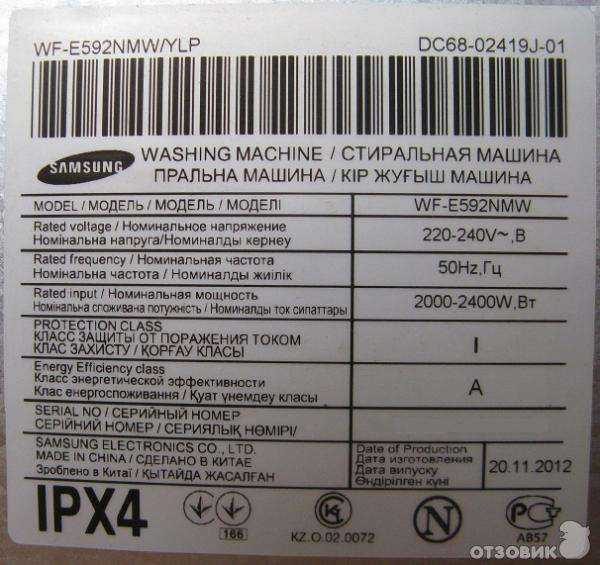 WF-E592NMW/YLP DC68-02419J-01
SAMSUNG
WASHING MACHINE / СТИРАЛЬНАЯ МАШИНА
ПРАЛЬНА МАШИНА / КІР ЖУҒЫШ МАШИНА
MODEL / МОДЕЛЬ / МОДЕЛЬ / МОДЕЛІ WF-E592NMW
Rated voltage / Номинальное напряжение
Номінальна напруга/Номиналды кернеу 220-240V~,В
Rated frequency / Номинальная частота
Номінальна частота / Номиналды жиілік 50Hz,Гц
Rated input / Номинальная мощность
Номінальна споживана потужність / Номиналды ток сипаттары 2000-2400W,Вт
PROTECTION CLASS
КЛАСС ЗАЩИТЫ ОТ ПОРАЖЕНИЯ ТОКОМ
КЛАС ЗАХИСТУ / ҚОРҒАУ КЛАСЫ I
Energy Efficiency class
Класс энергетической эффективности
Клас енергоспоживання / Қуат үнемдеу класы A
SERIAL NO / СЕРИЙНЫЙ НОМЕР
СЕРІЙНИЙ НОМЕР / СЕРИЯЛЫҚ НӨМІРІ/
SAMSUNG ELECTRONICS CO., LTD.
MADE IN CHINA / СДЕЛАНО В КИТАЕ
Зроблено в Китаї / ҚЫТАЙДА ЖАСАЛҒАН
Date of Production
Дата изготовления
Дата випуску
Өндірілген күні
20.11.2012
IPX4
166
KZ.O.02.0072
АВ57
ОТЗОВИК